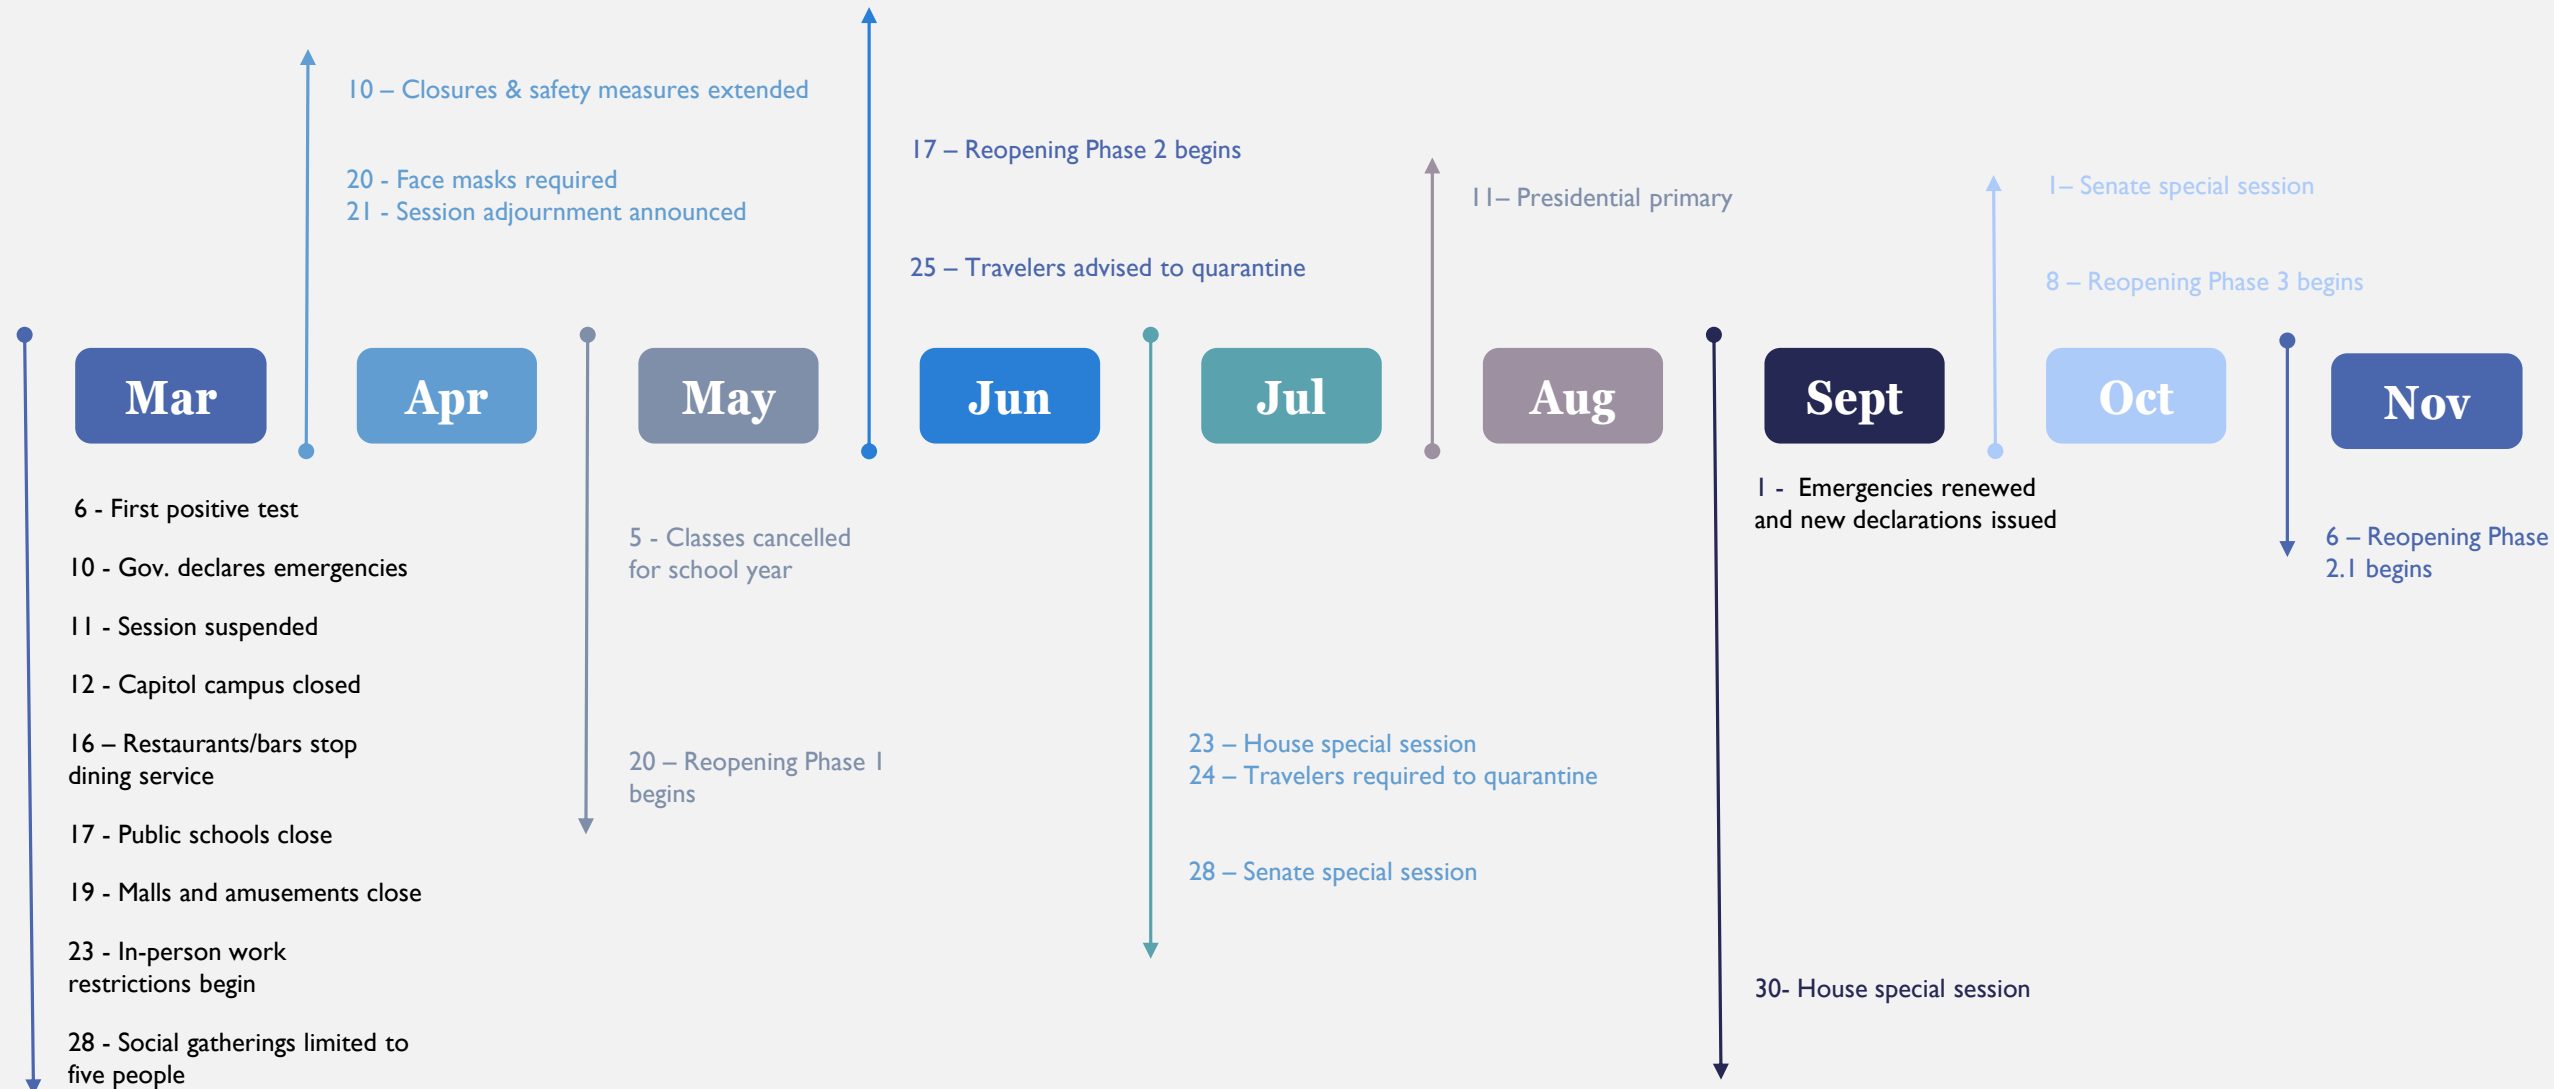 10 – Closures & safety measures extended
20 - Face masks required
21 - Session adjournment announced
17 – Reopening Phase 2 begins
25 – Travelers advised to quarantine
11– Presidential primary
1– Senate special session
8 – Reopening Phase 3 begins
Mar
Apr
May
Jun
Jul
Aug
Sept
Oct
Nov
6 - First positive test
10 - Gov. declares emergencies
11 - Session suspended
12 - Capitol campus closed
16 – Restaurants/bars stop
dining service
17 - Public schools close
19 - Malls and amusements close
23 - In-person work
restrictions begin
28 - Social gatherings limited to
five people
5 - Classes cancelled
for school year
20 – Reopening Phase 1
begins
23 – House special session
24 – Travelers required to quarantine
28 – Senate special session
1 - Emergencies renewed
and new declarations issued
30- House special session
6 – Reopening Phase
2.1 begins